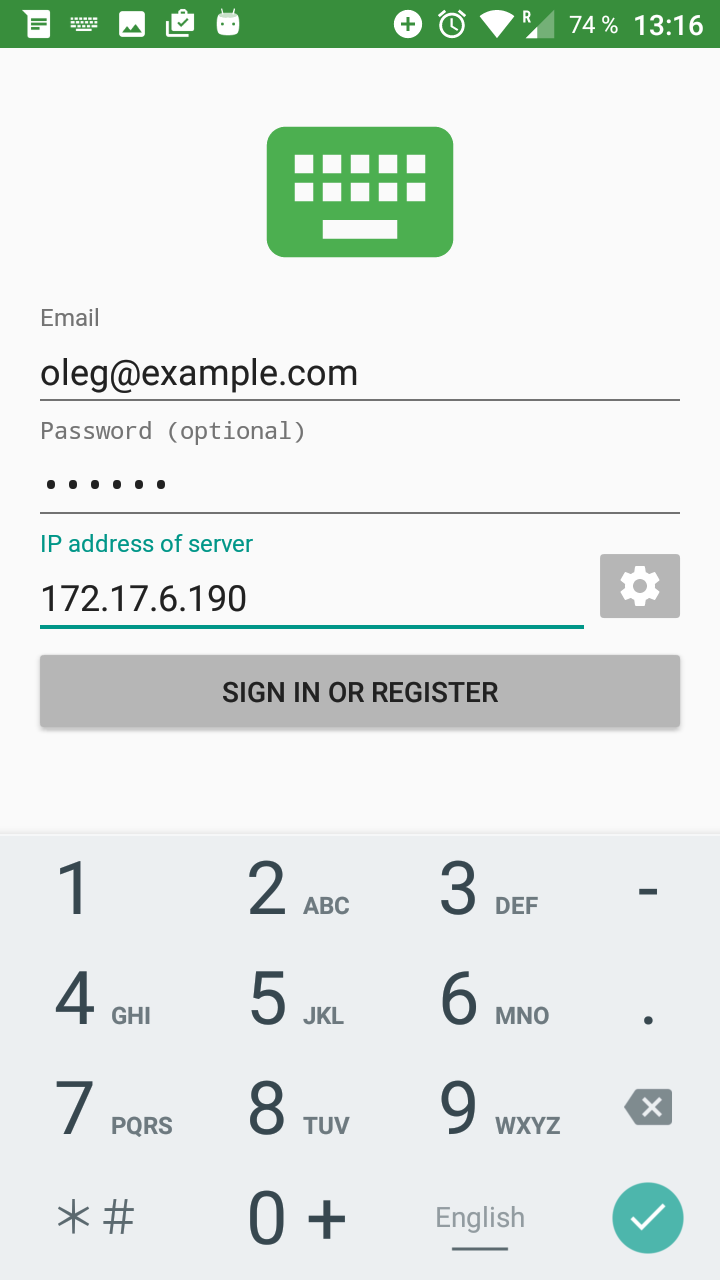 R 74 % 13:16
Email
oleg@example.com
Password (optional)
••••••
IP address of server
172.17.6.190
SIGN IN OR REGISTER
1 2 ABC 3 DEF -
4 GHI 5 JKL 6 MNO .
7 PQRS 8 TUV 9 WXYZ
*# 0 + English